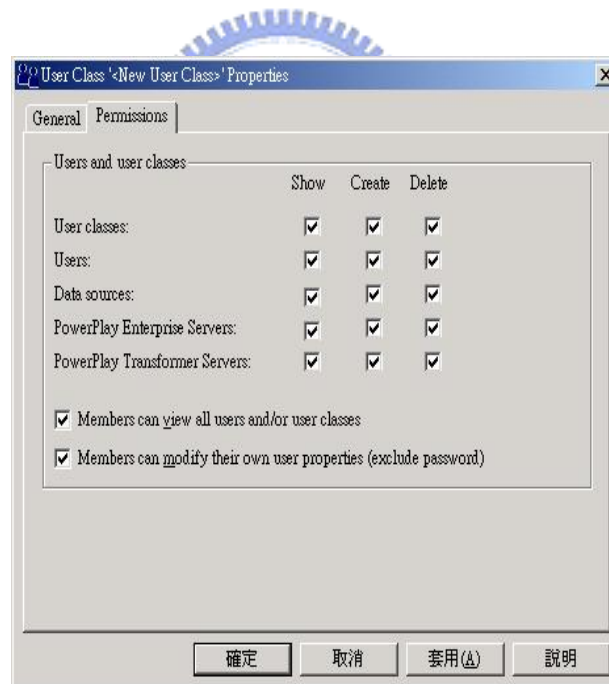 User Class '<New User Class>' Properties
General Permissions
Users and user classes
Show Create Delete
User classes:
Users:
Data sources:
PowerPlay Enterprise Servers:
PowerPlay Transformer Servers:
Members can view all users and/or user classes
Members can modify their own user properties (exclude password)
確定 取消 套用(A) 說明